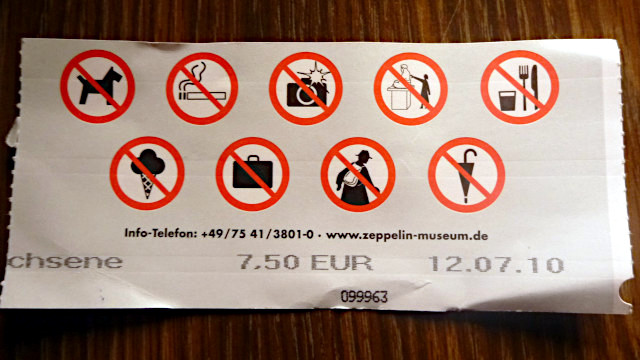 Info-Telefon: +49/75 41/3801-0 · www.zeppelin-museum.de
chsene 7,50 EUR 12.07.10
099963